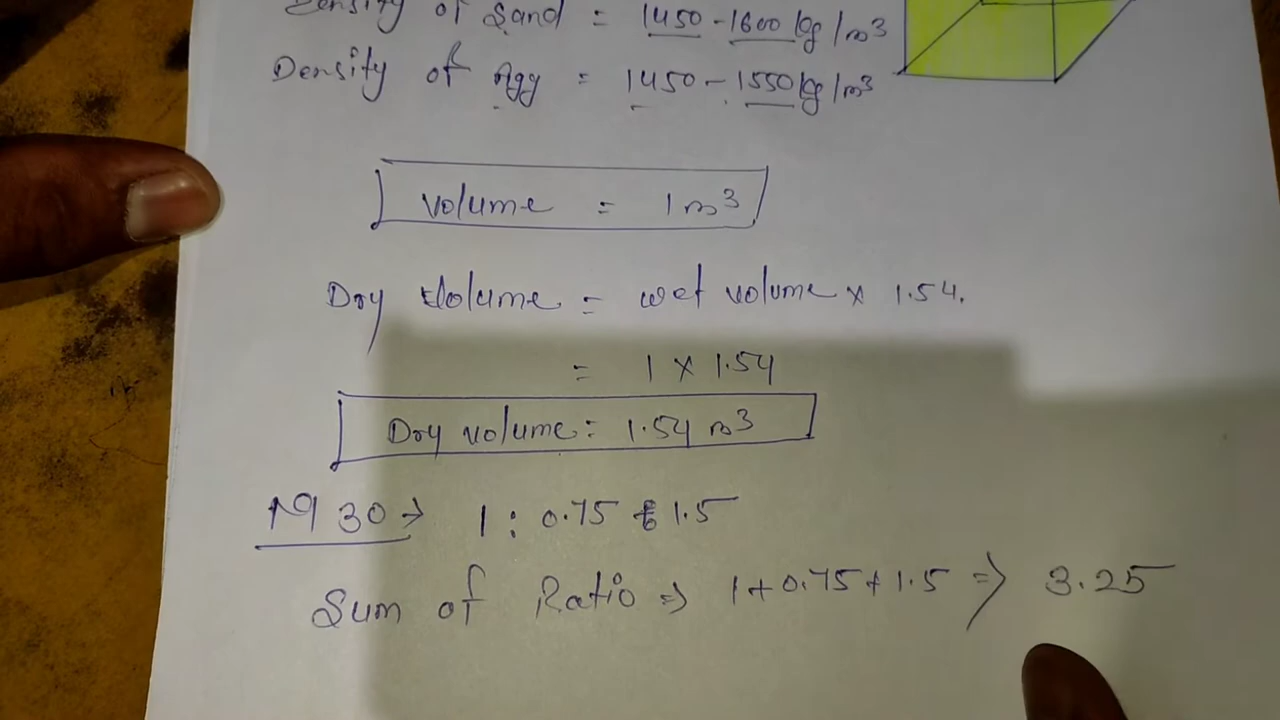 Density of Sand = 1450 - 1600 kg/m3
Density of Agg = 1450 - 1550 kg/m3
Volume = 1 m3
Dry Volume = wet volume x 1.54.
= 1 x 1.54
Dry volume = 1.54 m3
M 30 → 1 : 0.75 : 1.5
Sum of Ratio ⇒ 1 + 0.75 + 1.5 ⇒ 3.25